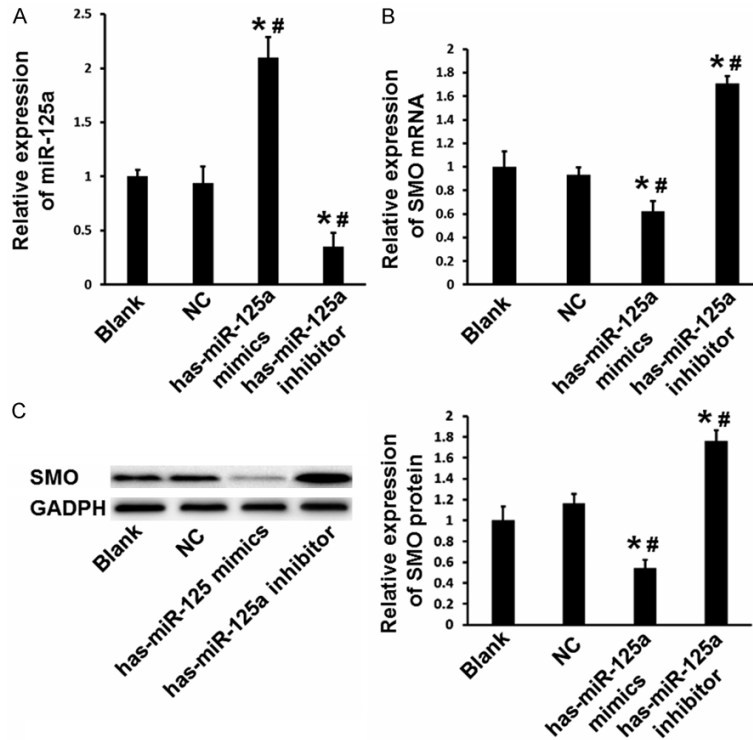 A
Relative expression
of miR-125a
2.5
2
1.5
1
0.5
0
* #
* #
Blank
NC
has-miR-125a
mimics
has-miR-125a
inhibitor
B
Relative expression
of SMO mRNA
2
1.8
1.6
1.4
1.2
1
0.8
0.6
0.4
0.2
0
* #
* #
Blank
NC
has-miR-125a
mimics
has-miR-125a
inhibitor
C
SMO
GADPH
Blank
NC
has-miR-125 mimics
has-miR-125a inhibitor
Relative expression
of SMO protein
2
1.8
1.6
1.4
1.2
1
0.8
0.6
0.4
0.2
0
* #
* #
Blank
NC
has-miR-125a
mimics
has-miR-125a
inhibitor